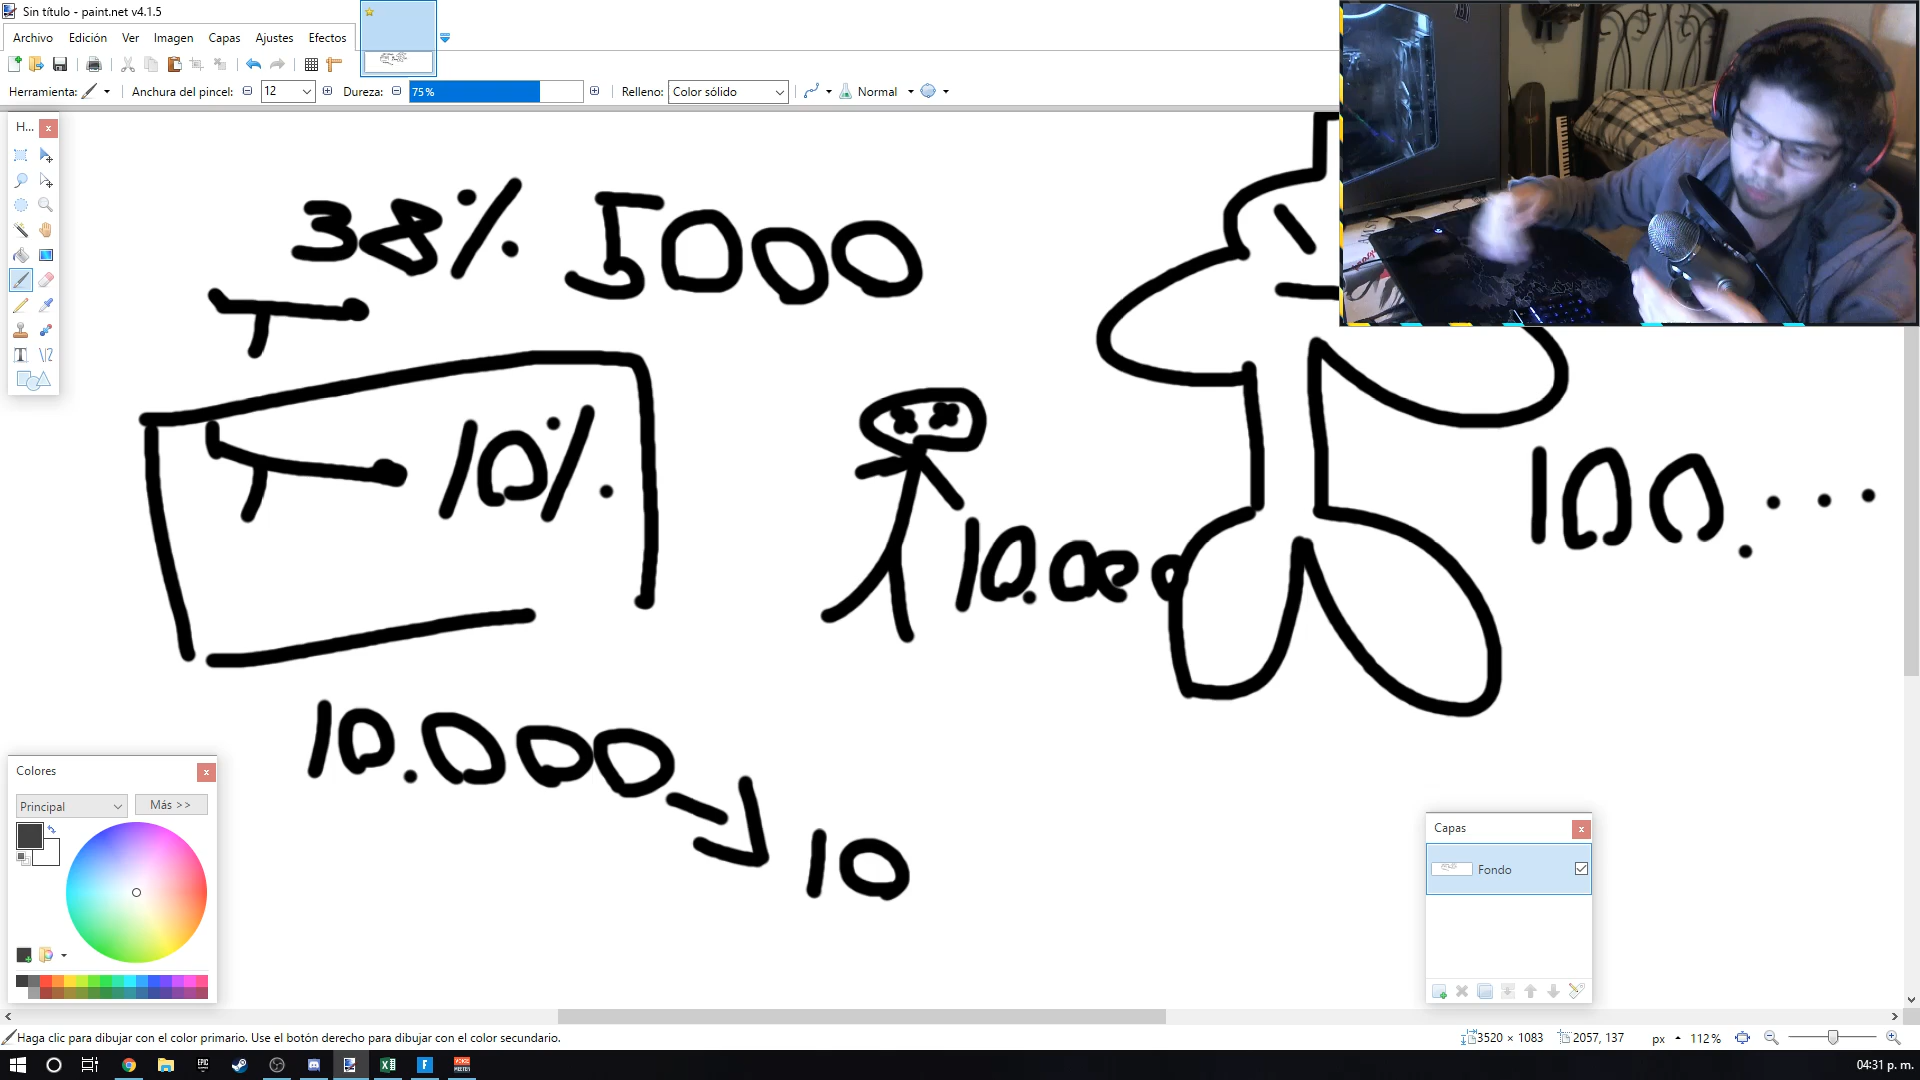 Sin título - paint.net v4.1.5
Archivo Edición Ver Imagen Capas Ajustes Efectos
Herramienta: Anchura del pincel: 12 Dureza: 75% Relleno: Color sólido Normal
H...
38% 5000
10%
10.000
100. ...
10.000
10
Colores
Principal Más >>
Capas
Fondo
Haga clic para dibujar con el color primario. Use el botón derecho para dibujar con el color secundario.
3520 × 1083 2057, 137 px 112%
04:31 p. m.